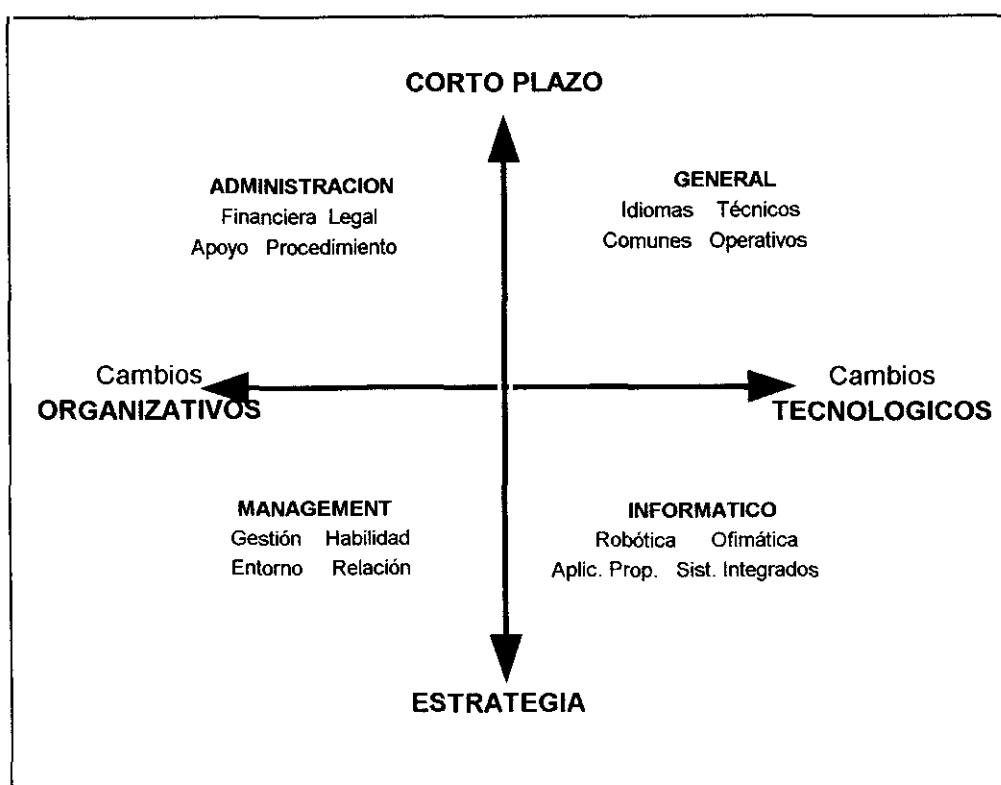 CORTO PLAZO
ADMINISTRACION
Financiera Legal
Apoyo Procedimiento
GENERAL
Idiomas Técnicos
Comunes Operativos
Cambios
ORGANIZATIVOS
Cambios
TECNOLOGICOS
MANAGEMENT
Gestión Habilidad
Entorno Relación
INFORMATICO
Robótica Ofimática
Aplic. Prop. Sist. Integrados
ESTRATEGIA